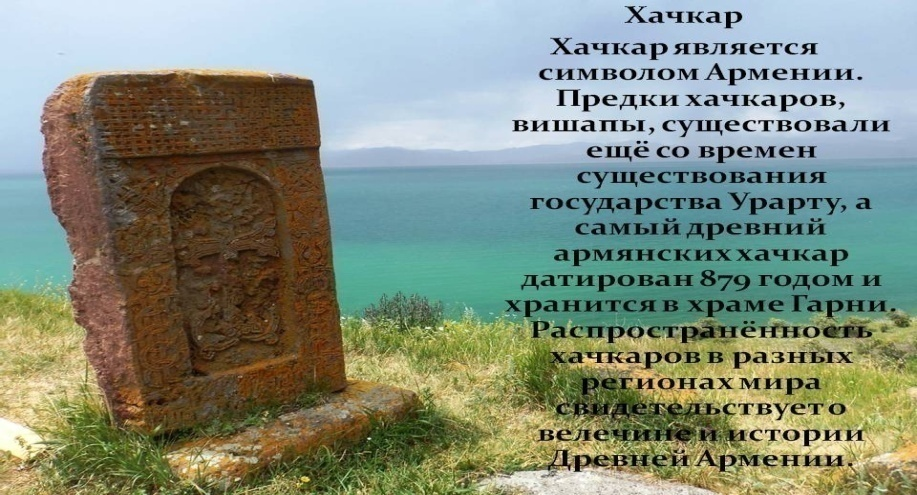 Хачкар
Хачкар является
символом Армении.
Предки хачкаров,
вишапы, существовали
ещё со времен
существования
государства Урарту, а
самый древний
армянских хачкар
датирован 879 годом и
хранится в храме Гарни.
Распространённость
хачкаров в разных
регионах мира
свидетельствует о
велечине и истории
Древней Армении.